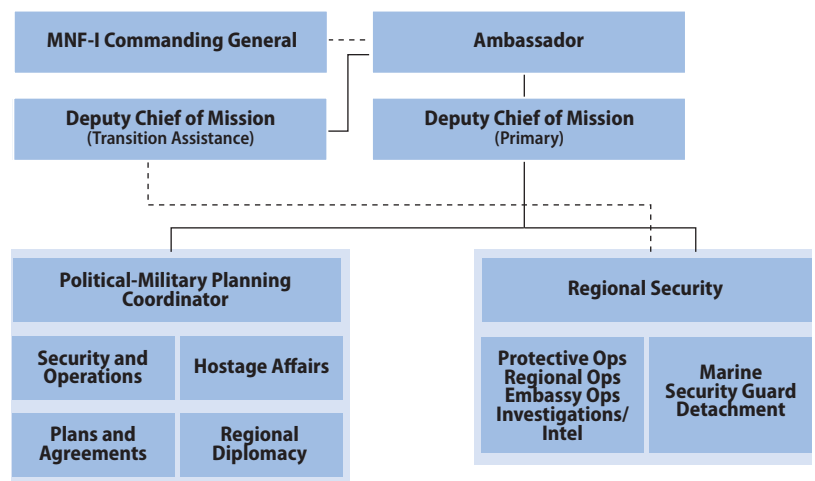 MNF-I Commanding General
Ambassador
Deputy Chief of Mission
(Transition Assistance)
Deputy Chief of Mission
(Primary)
Political-Military Planning
Coordinator
Regional Security
Security and
Operations
Hostage Affairs
Plans and
Agreements
Regional
Diplomacy
Protective Ops
Regional Ops
Embassy Ops
Investigations/
Intel
Marine
Security Guard
Detachment